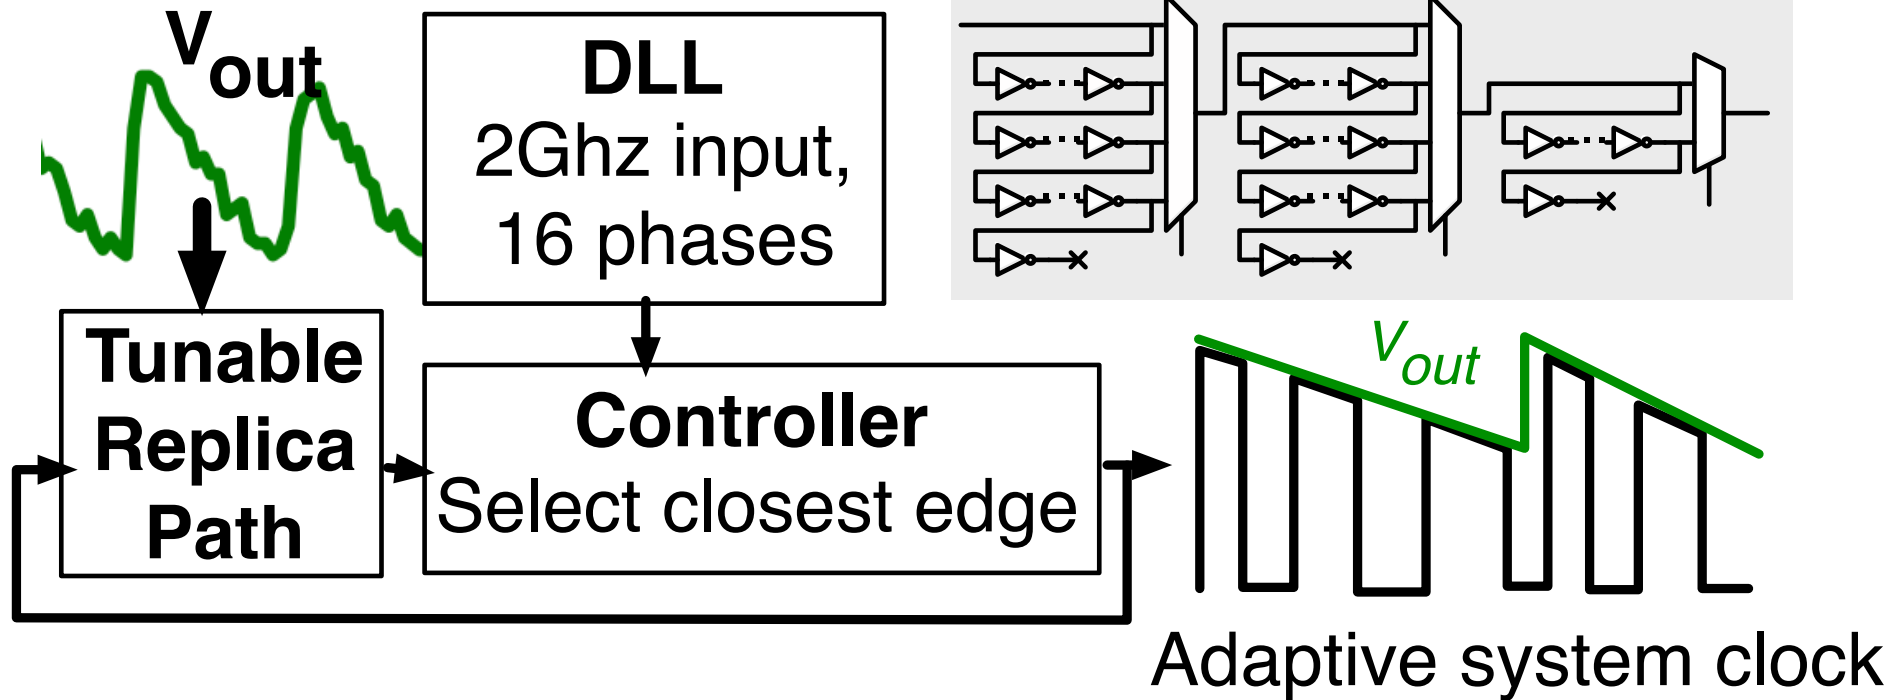 Vout
DLL
2Ghz input,
16 phases
Tunable
Replica
Path
Controller
Select closest edge
Vout
Adaptive system clock